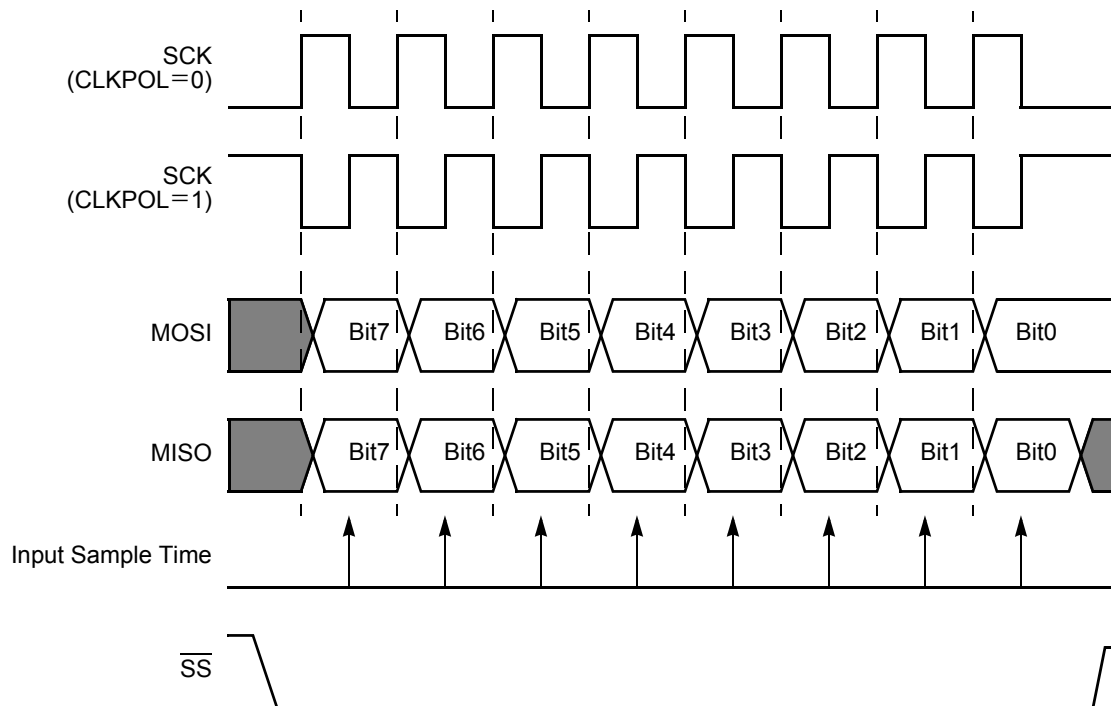 SCK
(CLKPOL=0)
SCK
(CLKPOL=1)
MOSI
Bit7 Bit6 Bit5 Bit4 Bit3 Bit2 Bit1 Bit0
MISO
Bit7 Bit6 Bit5 Bit4 Bit3 Bit2 Bit1 Bit0
Input Sample Time
S̅S̅